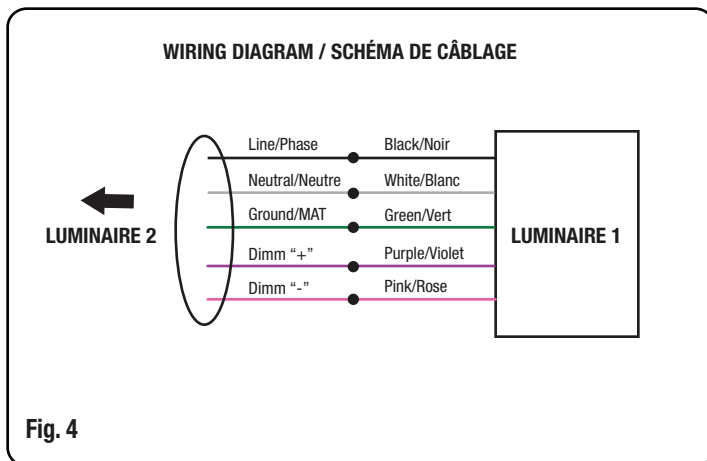 WIRING DIAGRAM / SCHÉMA DE CÂBLAGE
Line/Phase Black/Noir
Neutral/Neutre White/Blanc
Ground/MAT Green/Vert
LUMINAIRE 2 LUMINAIRE 1
Dimm “+” Purple/Violet
Dimm “-” Pink/Rose
Fig. 4